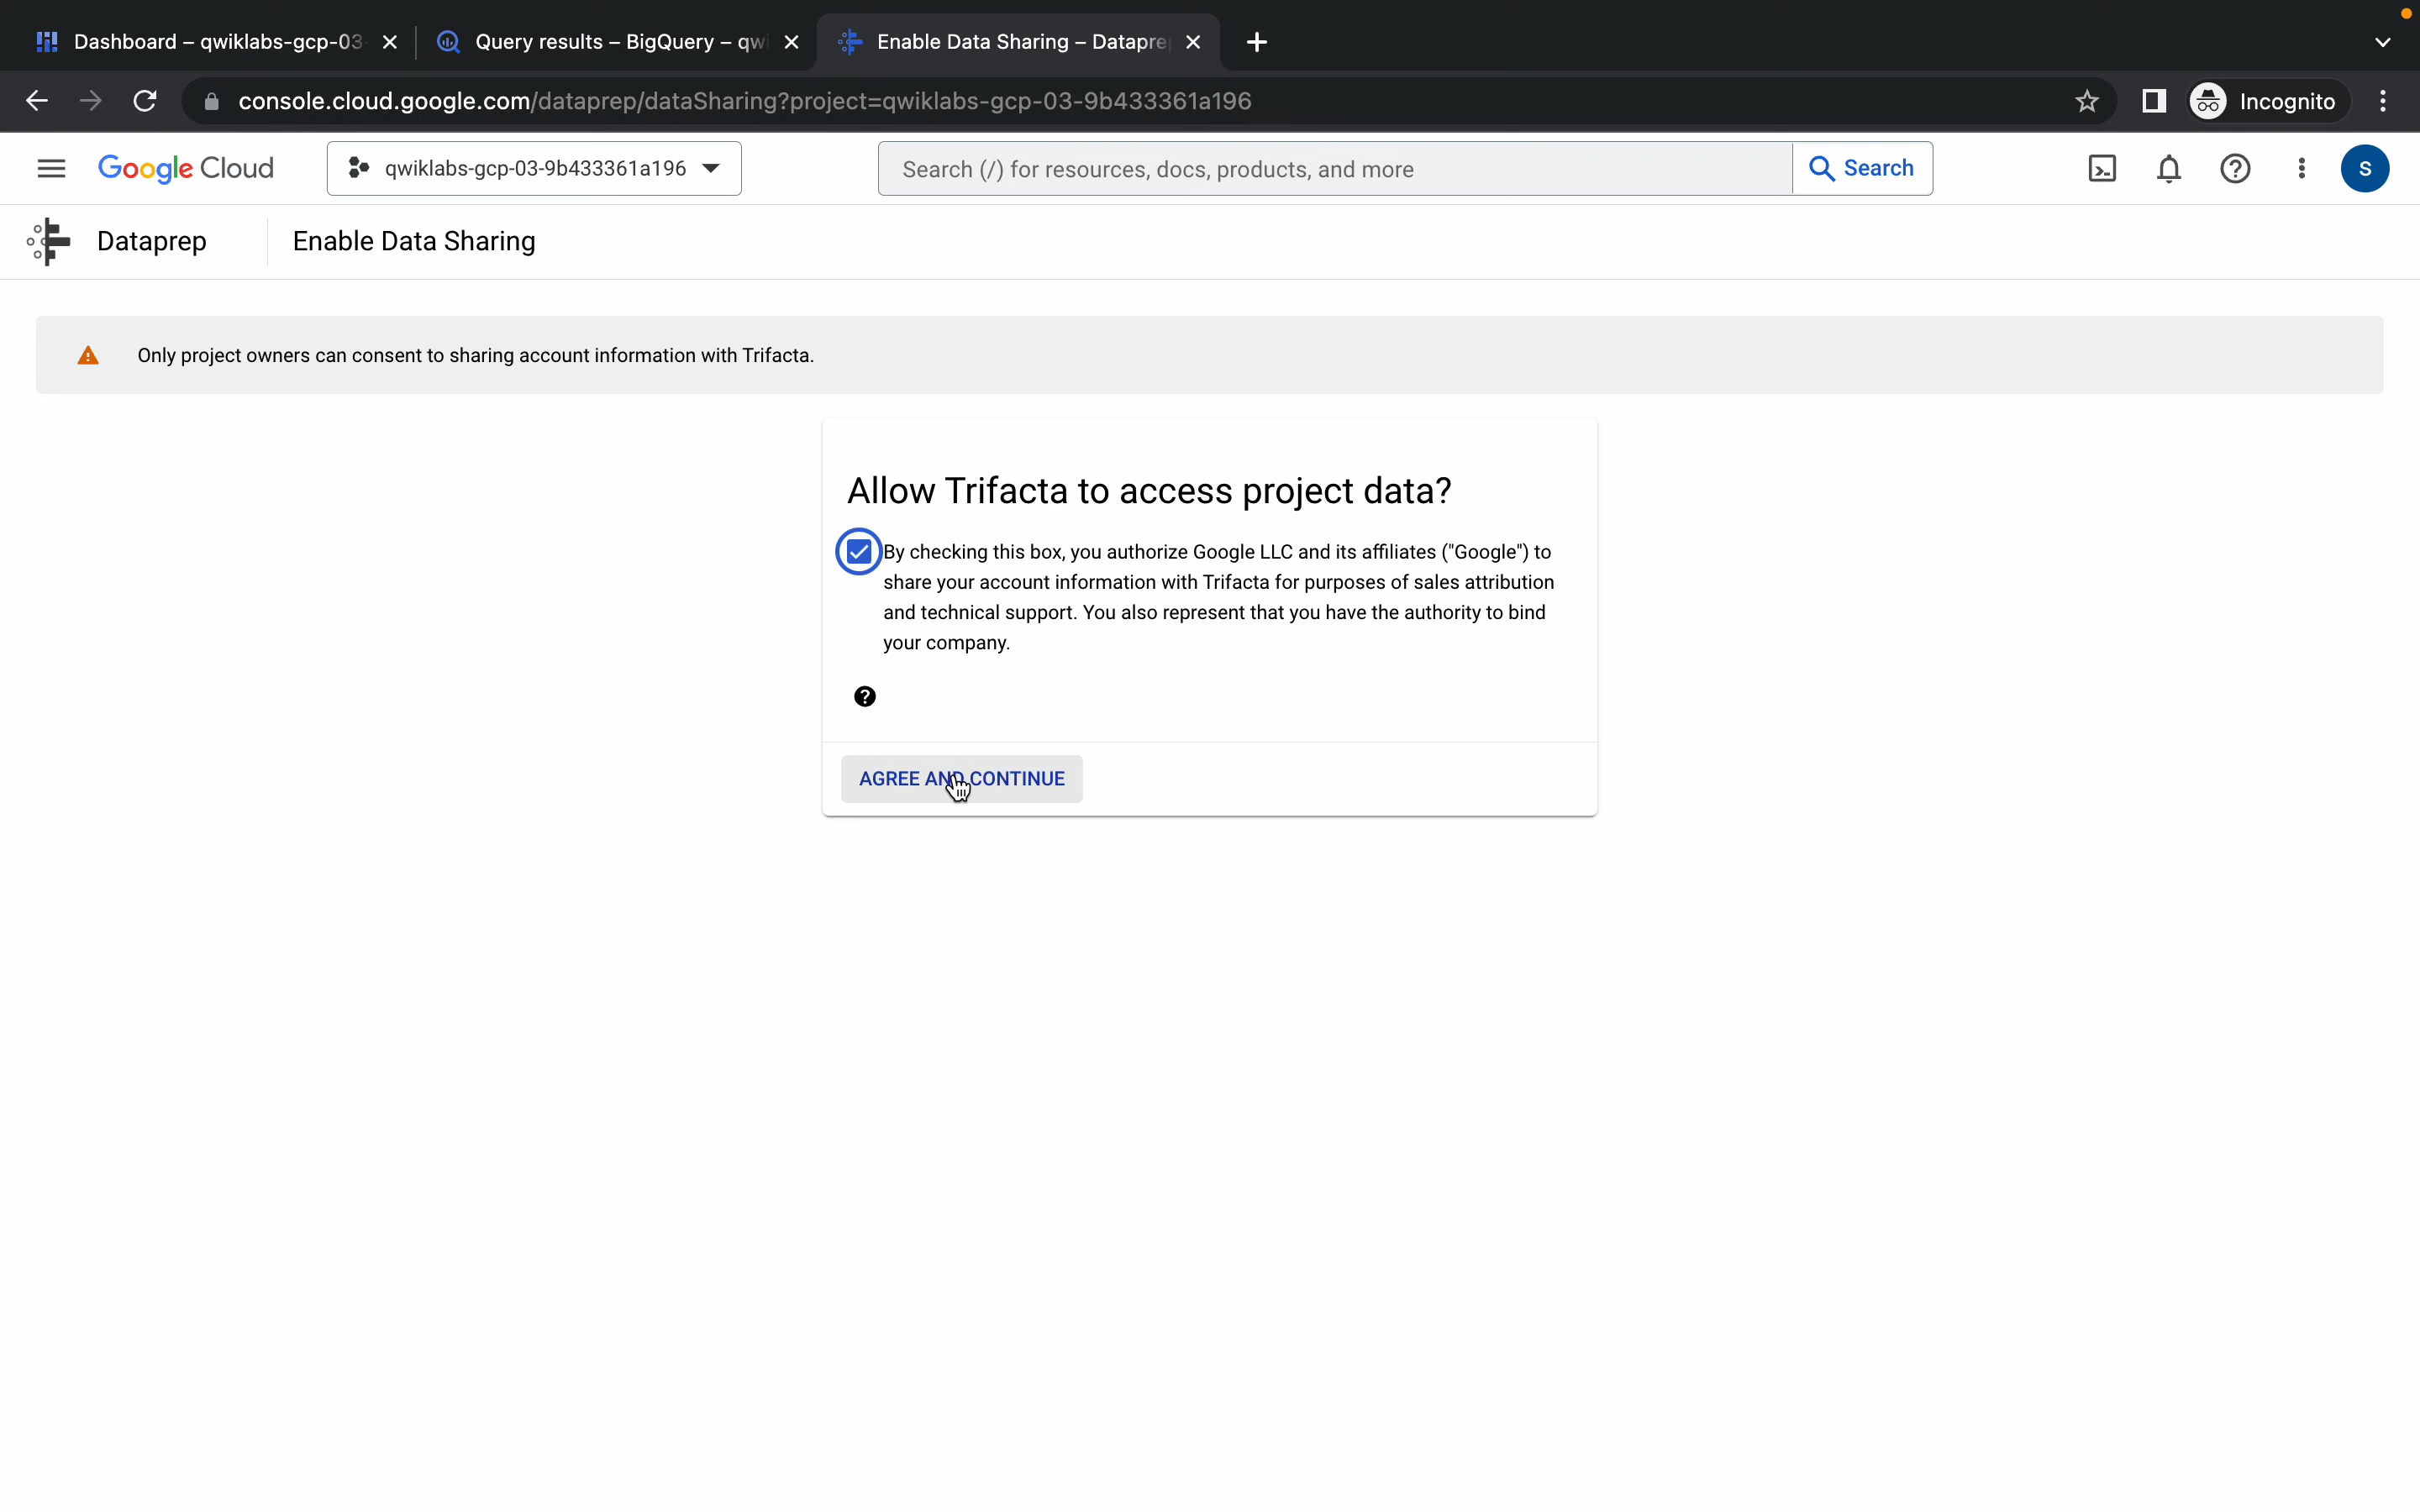 Dashboard – qwiklabs-gcp-03
Query results – BigQuery – qwi
Enable Data Sharing – Datapre
console.cloud.google.com/dataprep/dataSharing?project=qwiklabs-gcp-03-9b433361a196
Incognito
Google Cloud
qwiklabs-gcp-03-9b433361a196
Search (/) for resources, docs, products, and more
Search
S
Dataprep
Enable Data Sharing
Only project owners can consent to sharing account information with Trifacta.
Allow Trifacta to access project data?
By checking this box, you authorize Google LLC and its affiliates ("Google") to
share your account information with Trifacta for purposes of sales attribution
and technical support. You also represent that you have the authority to bind
your company.
AGREE AND CONTINUE